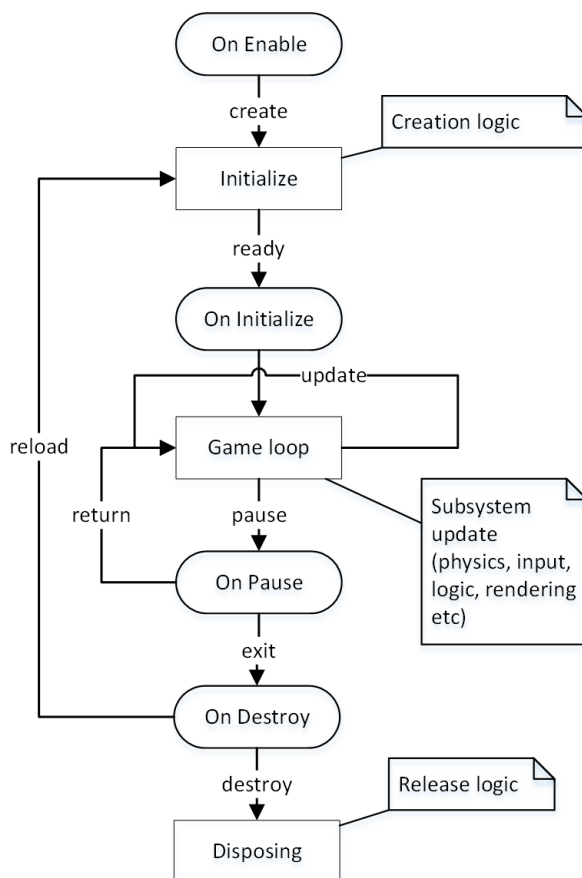 On Enable
create
Creation logic
Initialize
ready
On Initialize
update
reload
Game loop
return
pause
Subsystem
update
(physics, input,
logic, rendering
etc)
On Pause
exit
On Destroy
destroy
Release logic
Disposing